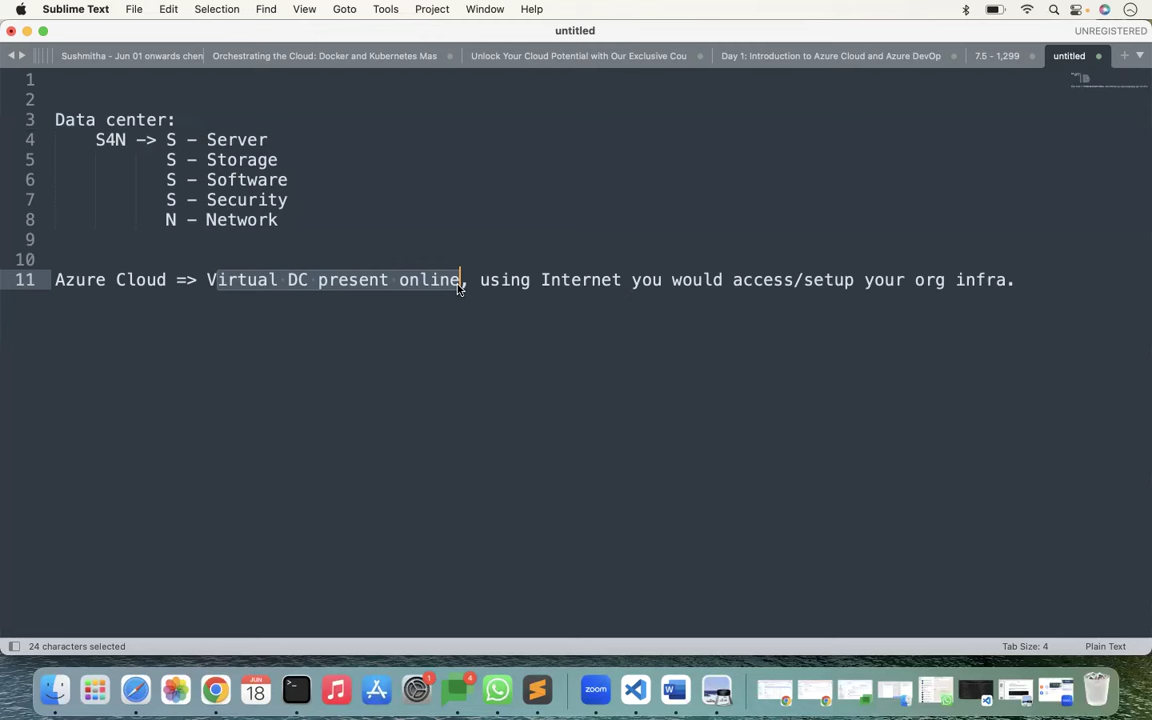 Sublime Text File Edit Selection Find View Goto Tools Project Window Help
untitled
UNREGISTERED
Sushmitha - Jun 01 onwards chen
Orchestrating the Cloud: Docker and Kubernetes Mas
Unlock Your Cloud Potential with Our Exclusive Cou
Day 1: Introduction to Azure Cloud and Azure DevOp
7.5 - 1,299
untitled
1
2
3 Data center:
4 S4N -> S - Server
5 S - Storage
6 S - Software
7 S - Security
8 N - Network
9
10
11 Azure Cloud => Virtual DC present online, using Internet you would access/setup your org infra.
24 characters selected
Tab Size: 4
Plain Text
JUN
18
1
4
zoom